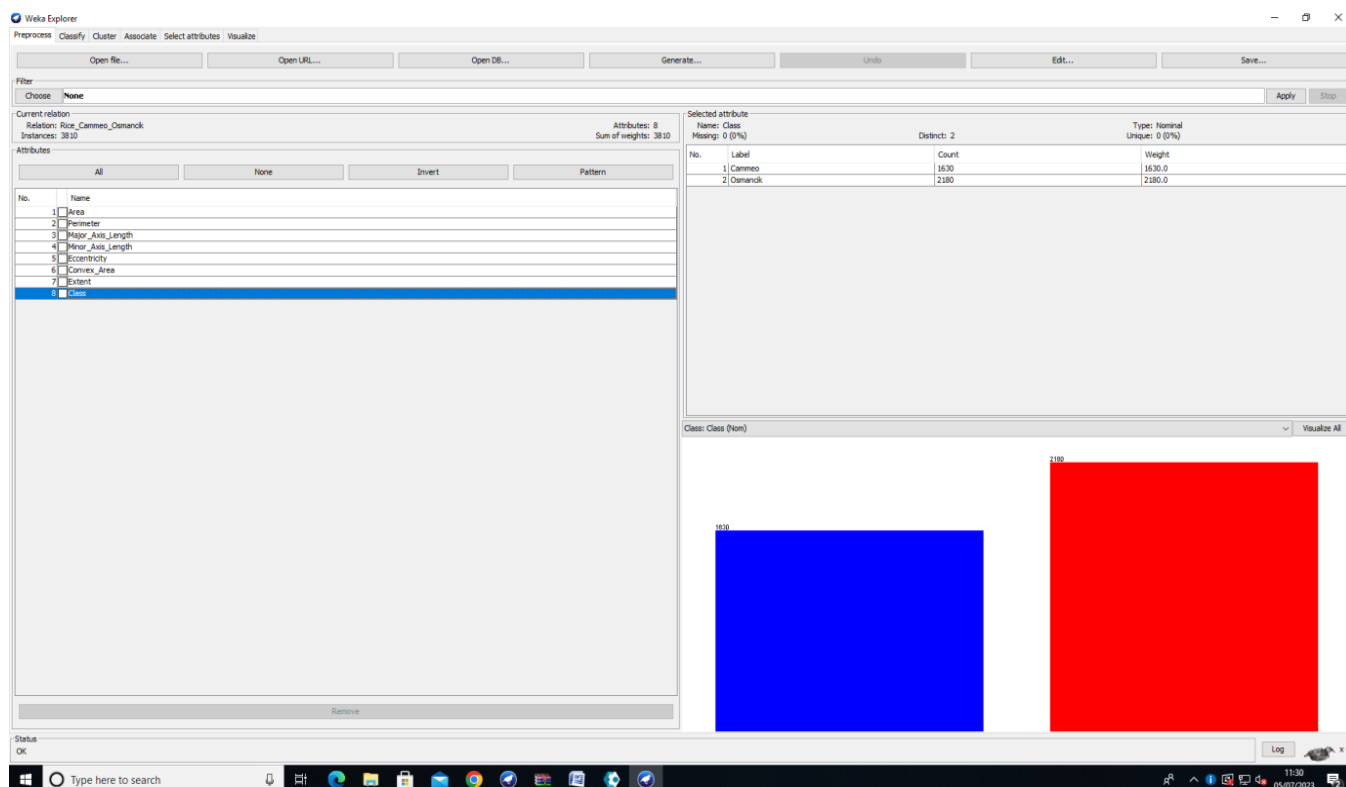 Weka Explorer
Preprocess Classify Cluster Associate Select attributes Visualize
Open file... Open URL... Open DB... Generate... Undo Edit... Save...
Filter
Choose None Apply Stop
Current relation
Relation: Rice_Cammeo_Osmancik Attributes: 8
Instances: 3810 Sum of weights: 3810
Attributes
All None Invert Pattern
No. Name
1 Area
2 Perimeter
3 Major_Axis_Length
4 Minor_Axis_Length
5 Eccentricity
6 Convex_Area
7 Extent
8 Class
Remove
Selected attribute
Name: Class Type: Nominal
Missing: 0 (0%) Distinct: 2 Unique: 0 (0%)
No. Label Count Weight
1 Cammeo 1630 1630.0
2 Osmancik 2180 2180.0
Class: Class (Nom) Visualize All
2180
1630
Status
OK Log x
Type here to search 11:30
05/07/2023